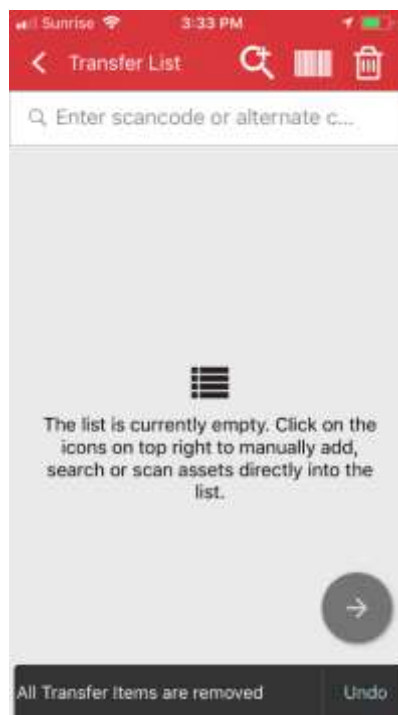 Sunrise 3:33 PM
Transfer List
Enter scancode or alternate c...
The list is currently empty. Click on the
icons on top right to manually add,
search or scan assets directly into the
list.
All Transfer Items are removed Undo